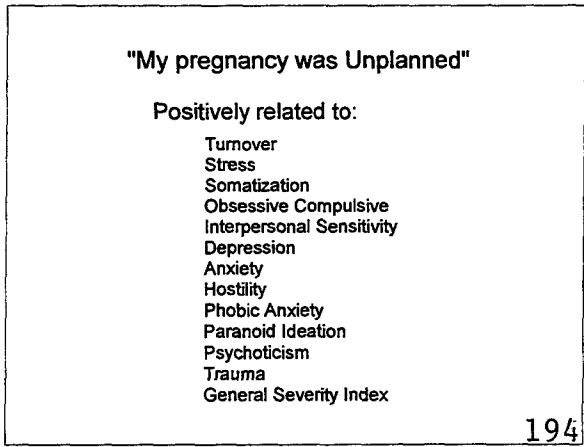 "My pregnancy was Unplanned"
Positively related to:
Turnover
Stress
Somatization
Obsessive Compulsive
Interpersonal Sensitivity
Depression
Anxiety
Hostility
Phobic Anxiety
Paranoid Ideation
Psychoticism
Trauma
General Severity Index
194